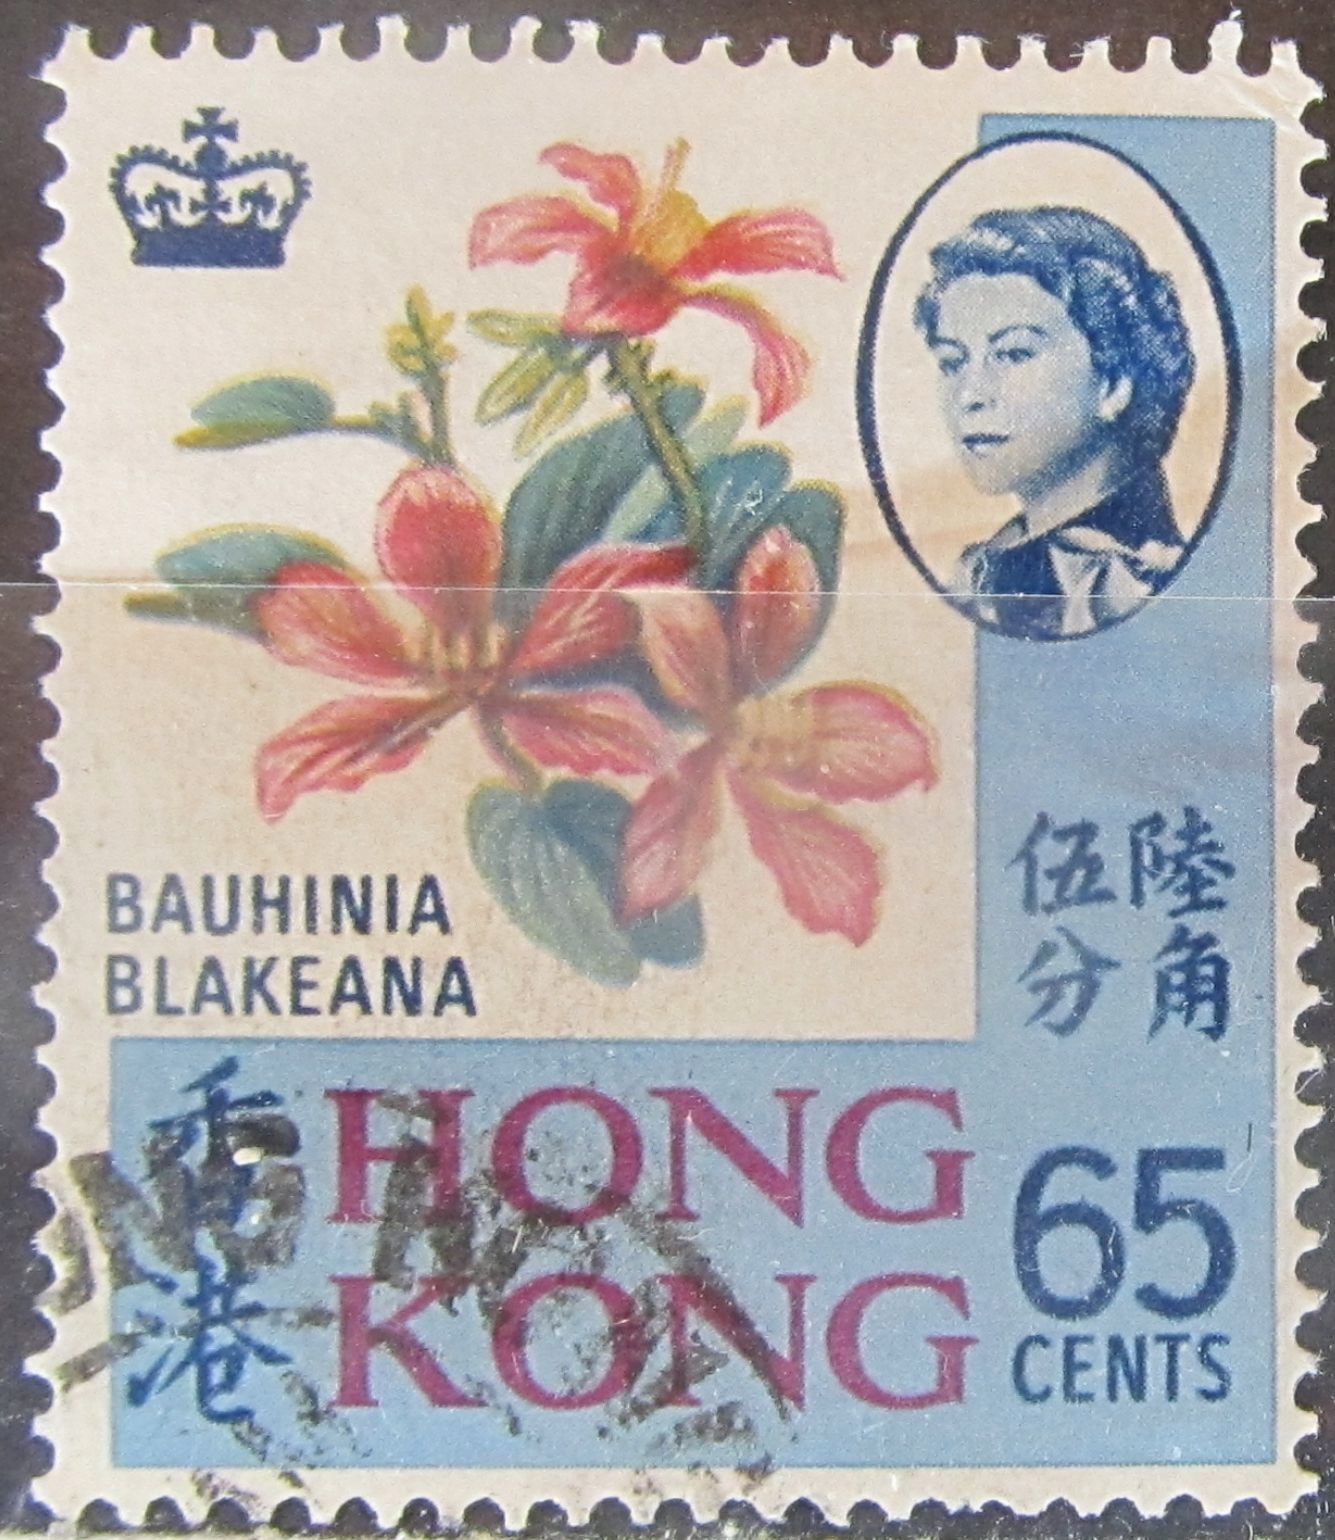 陸角
伍分
BAUHINIA
BLAKEANA
香港
HONG
KONG
65
CENTS